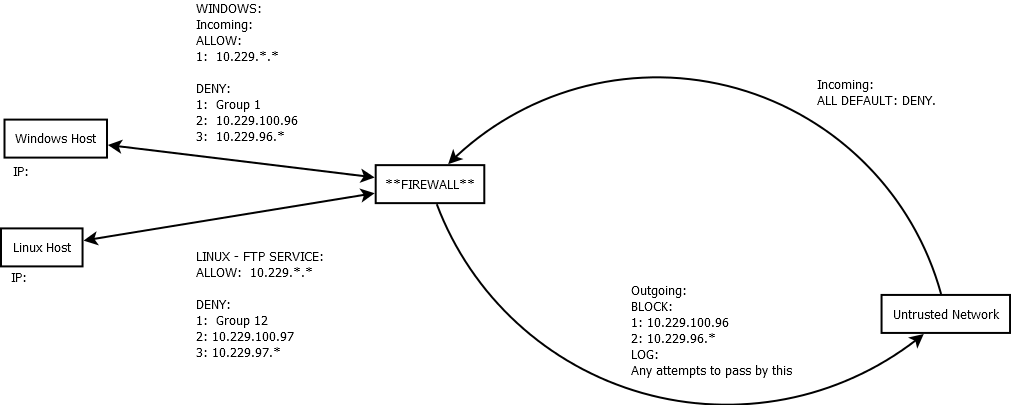 WINDOWS:
Incoming:
ALLOW:
1:  10.229.*.*
DENY:
1:  Group 1
2:  10.229.100.96
3:  10.229.96.*
Windows Host
IP:
Linux Host
IP:
**FIREWALL**
LINUX - FTP SERVICE:
ALLOW:  10.229.*.*
DENY:
1:  Group 12
2: 10.229.100.97
3: 10.229.97.*
Incoming:
ALL DEFAULT: DENY.
Outgoing:
BLOCK:
1: 10.229.100.96
2: 10.229.96.*
LOG:
Any attempts to pass by this
Untrusted Network